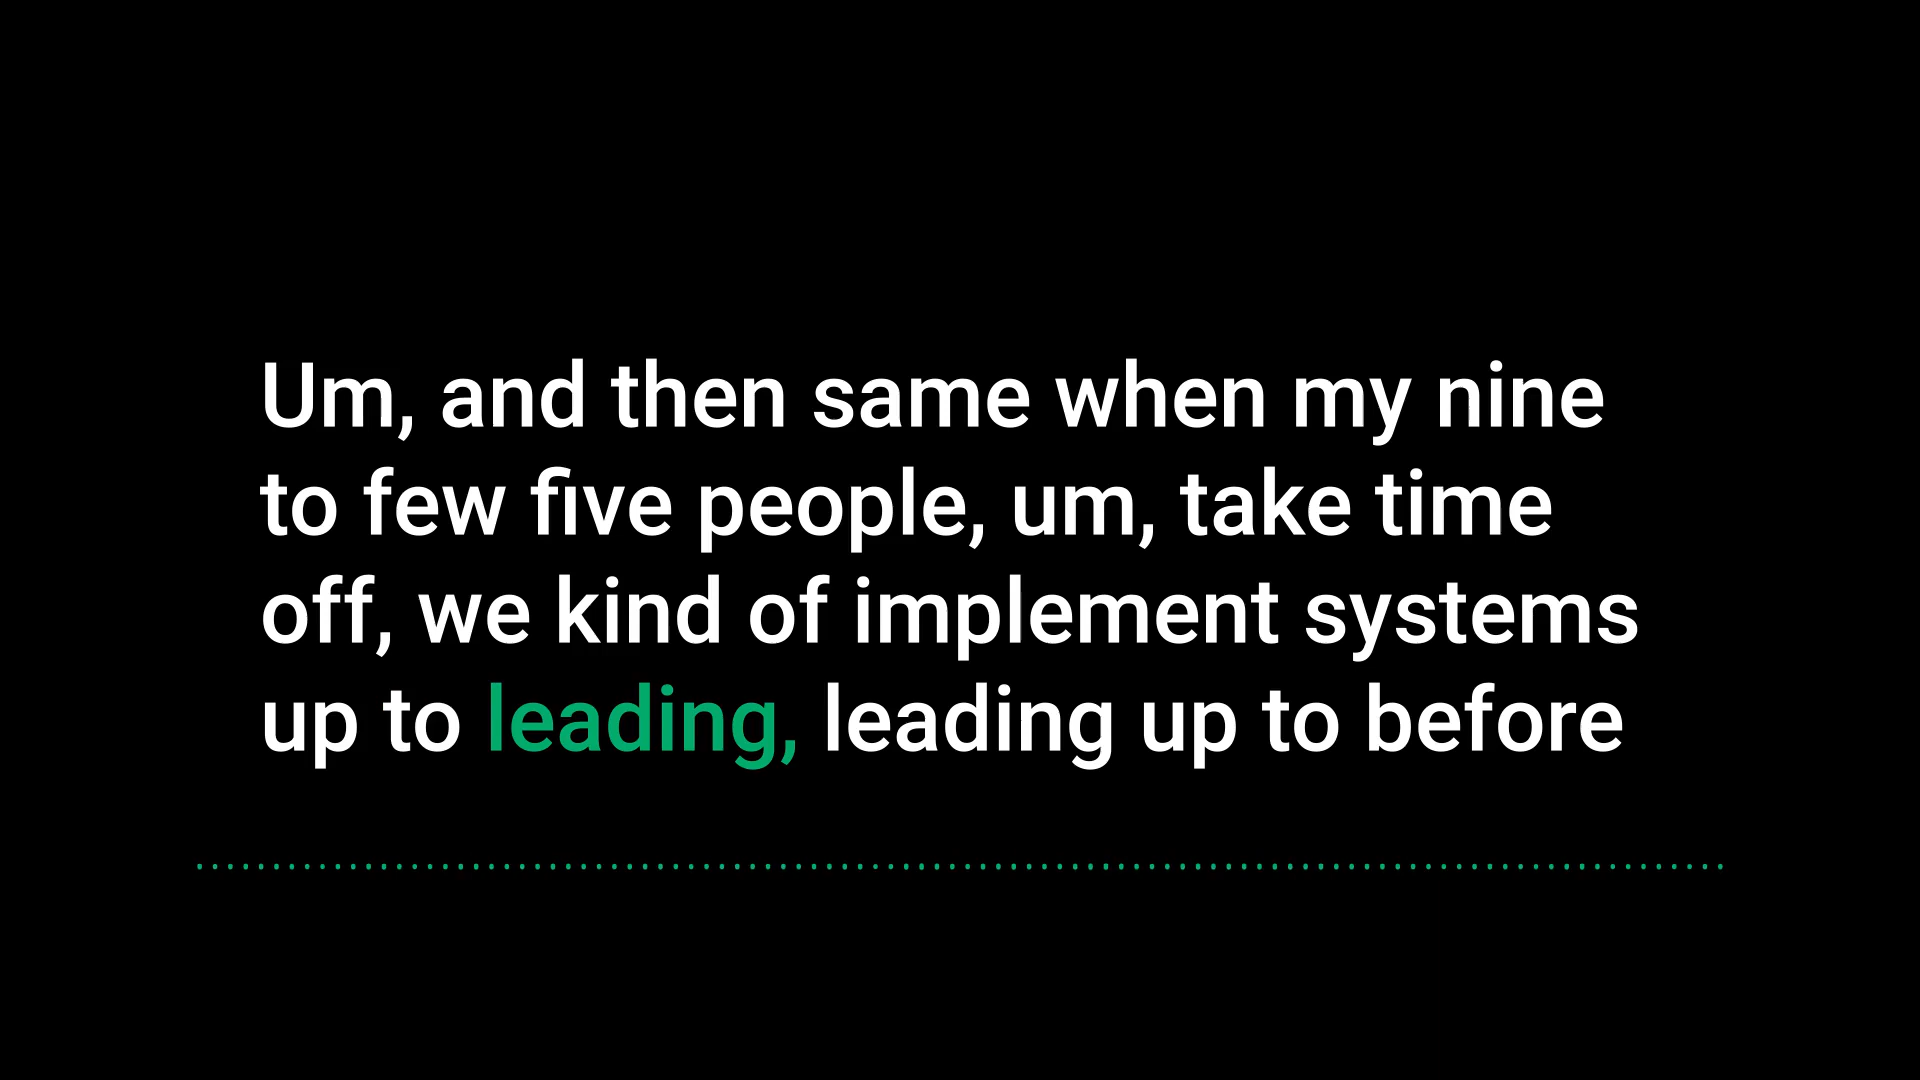 Um, and then same when my nine
to few five people, um, take time
off, we kind of implement systems
up to leading, leading up to before